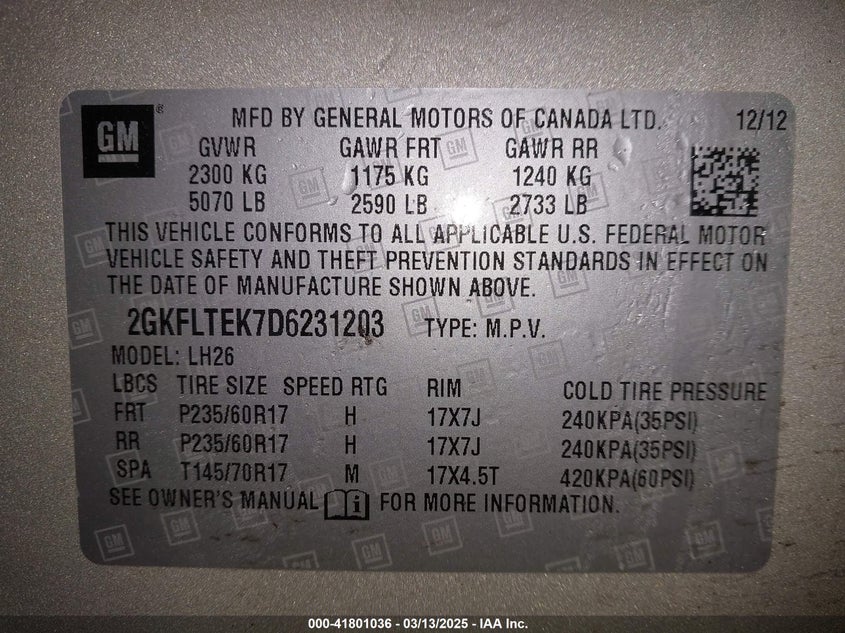 GM ® MFD BY GENERAL MOTORS OF CANADA LTD. 12/12
GVWR GAWR FRT GAWR RR
2300 KG 1175 KG 1240 KG
5070 LB 2590 LB 2733 LB
THIS VEHICLE CONFORMS TO ALL APPLICABLE U.S. FEDERAL MOTOR
VEHICLE SAFETY AND THEFT PREVENTION STANDARDS IN EFFECT ON
THE DATE OF MANUFACTURE SHOWN ABOVE.
2GKFLTEK7D6231203 TYPE: M.P.V.
MODEL: LH26
LBCS TIRE SIZE SPEED RTG RIM COLD TIRE PRESSURE
FRT P235/60R17 H 17X7J 240KPA(35PSI)
RR P235/60R17 H 17X7J 240KPA(35PSI)
SPA T145/70R17 M 17X4.5T 420KPA(60PSI)
SEE OWNER'S MANUAL i FOR MORE INFORMATION.
000-41801036 - 03/13/2025 - IAA Inc.